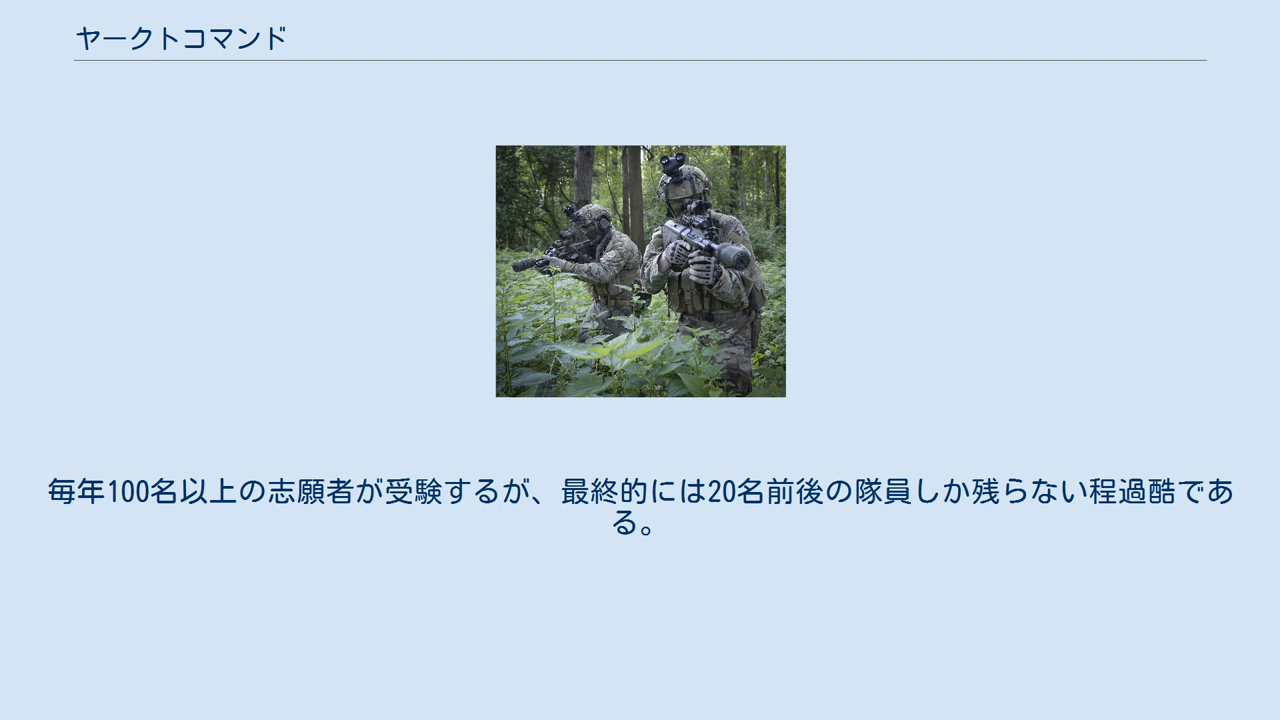 ヤークトコマンド
毎年100名以上の志願者が受験するが、最終的には20名前後の隊員しか残らない程過酷であ
る。